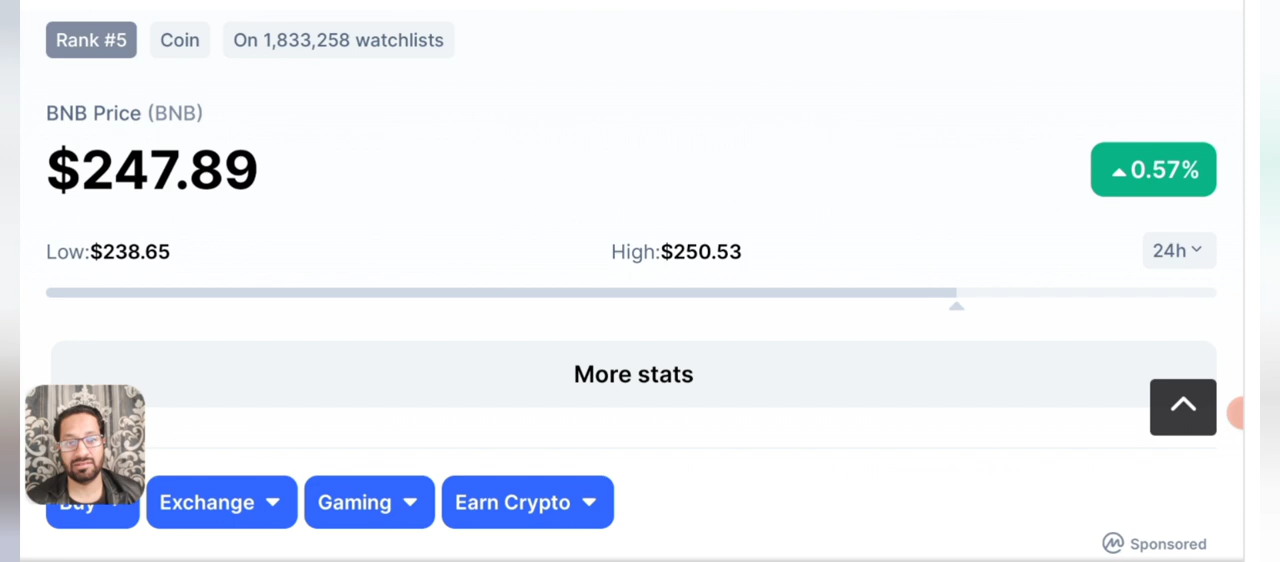 Rank #5 Coin On 1,833,258 watchlists
BNB Price (BNB)
$247.89 0.57%
Low:$238.65 High:$250.53 24h
More stats
Buy Exchange Gaming Earn Crypto
Sponsored